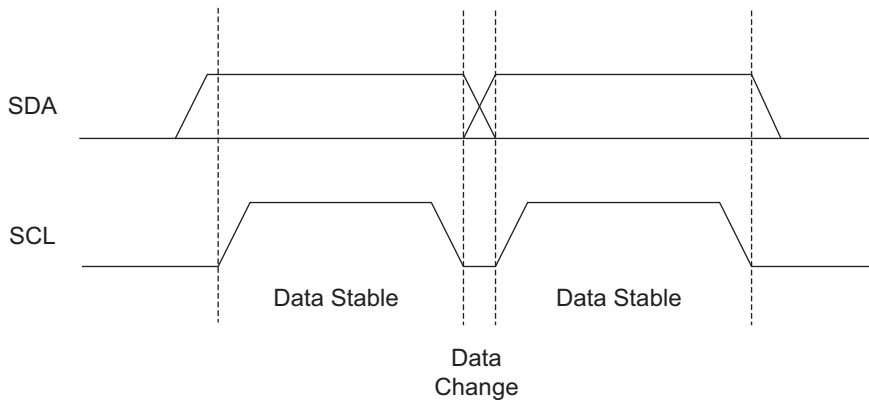 SDA
SCL
Data Stable
Data Stable
Data
Change